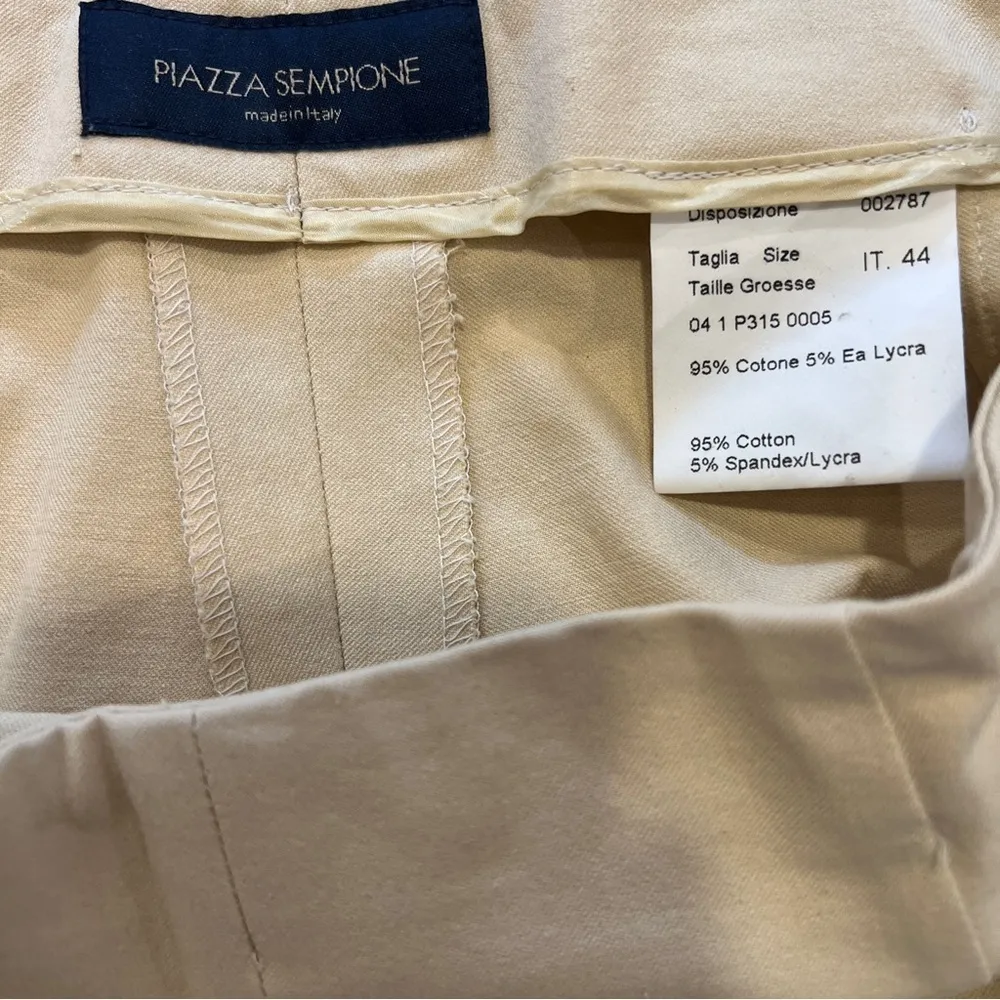 PIAZZA SEMPIONE
made in Italy
Disposizione 002787
Taglia Size IT. 44
Taille Groesse
04 1 P315 0005
95% Cotone 5% Ea Lycra
95% Cotton
5% Spandex/Lycra